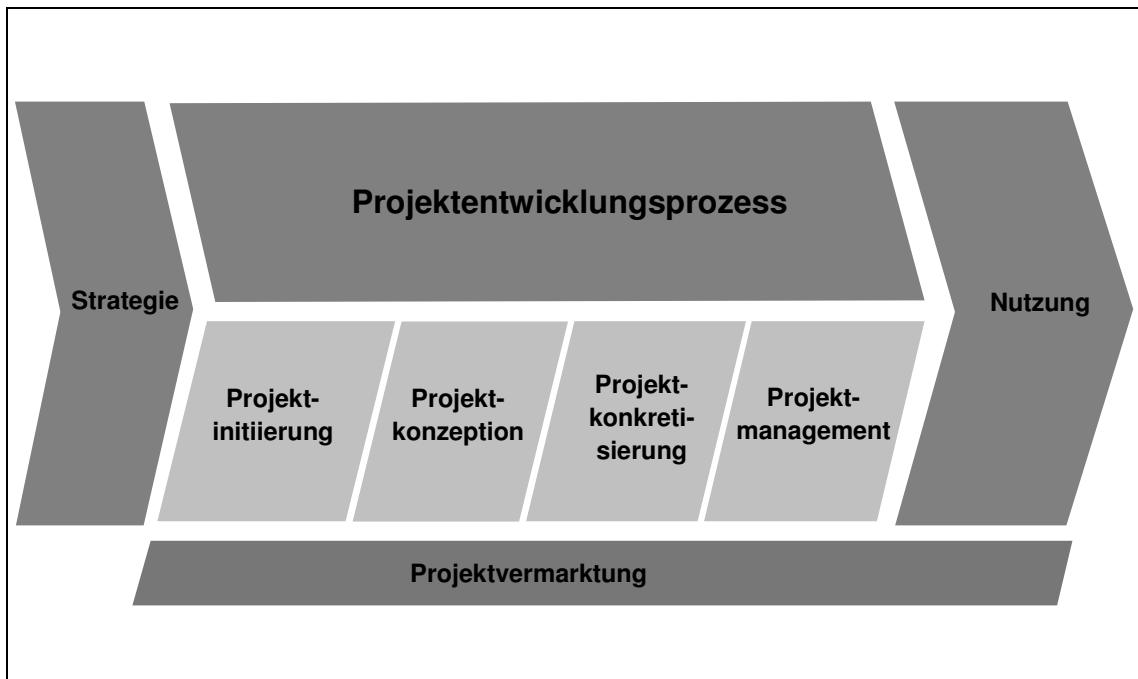 Projektentwicklungsprozess
Strategie
Nutzung
Projekt-
initiierung
Projekt-
konzeption
Projekt-
konkreti-
sierung
Projekt-
management
Projektvermarktung